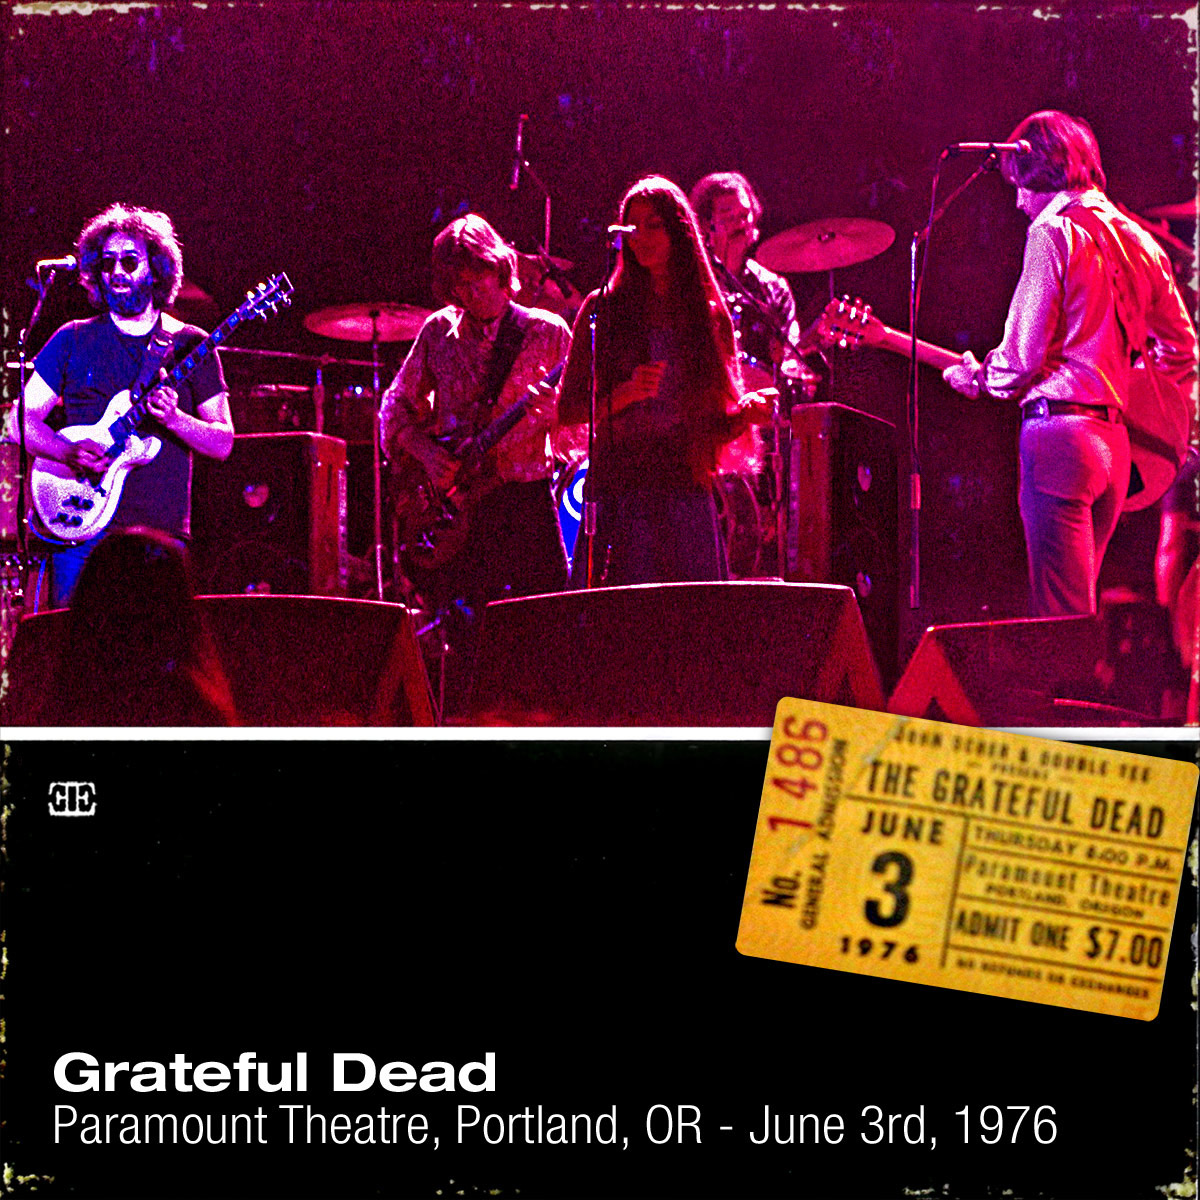 No. 1 486
GENERAL ADMISSION
JOHN SCHER & DOUBLE TEE
PRESENT
THE GRATEFUL DEAD
JUNE
3
1976
THURSDAY 8:00 P.M.
Paramount Theatre
PORTLAND, OREGON
ADMIT ONE $7.00
NO REFUNDS OR EXCHANGES
Grateful Dead
Paramount Theatre, Portland, OR - June 3rd, 1976